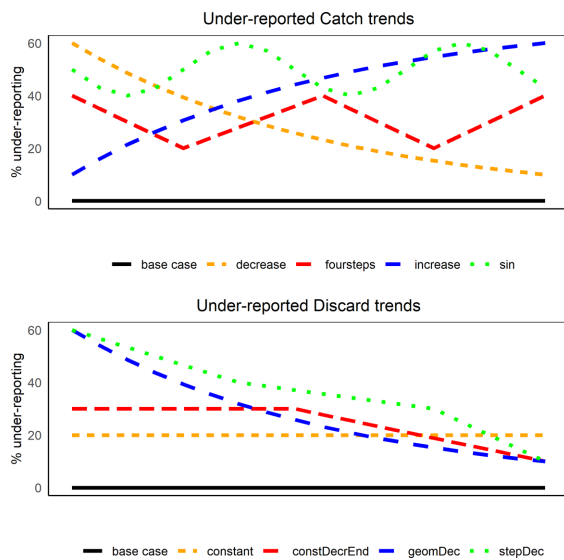 Under-reported Catch trends
% under-reporting
60
40
20
0
base case decrease foursteps increase sin
Under-reported Discard trends
% under-reporting
60
40
20
0
base case constant constDecrEnd geomDec stepDec